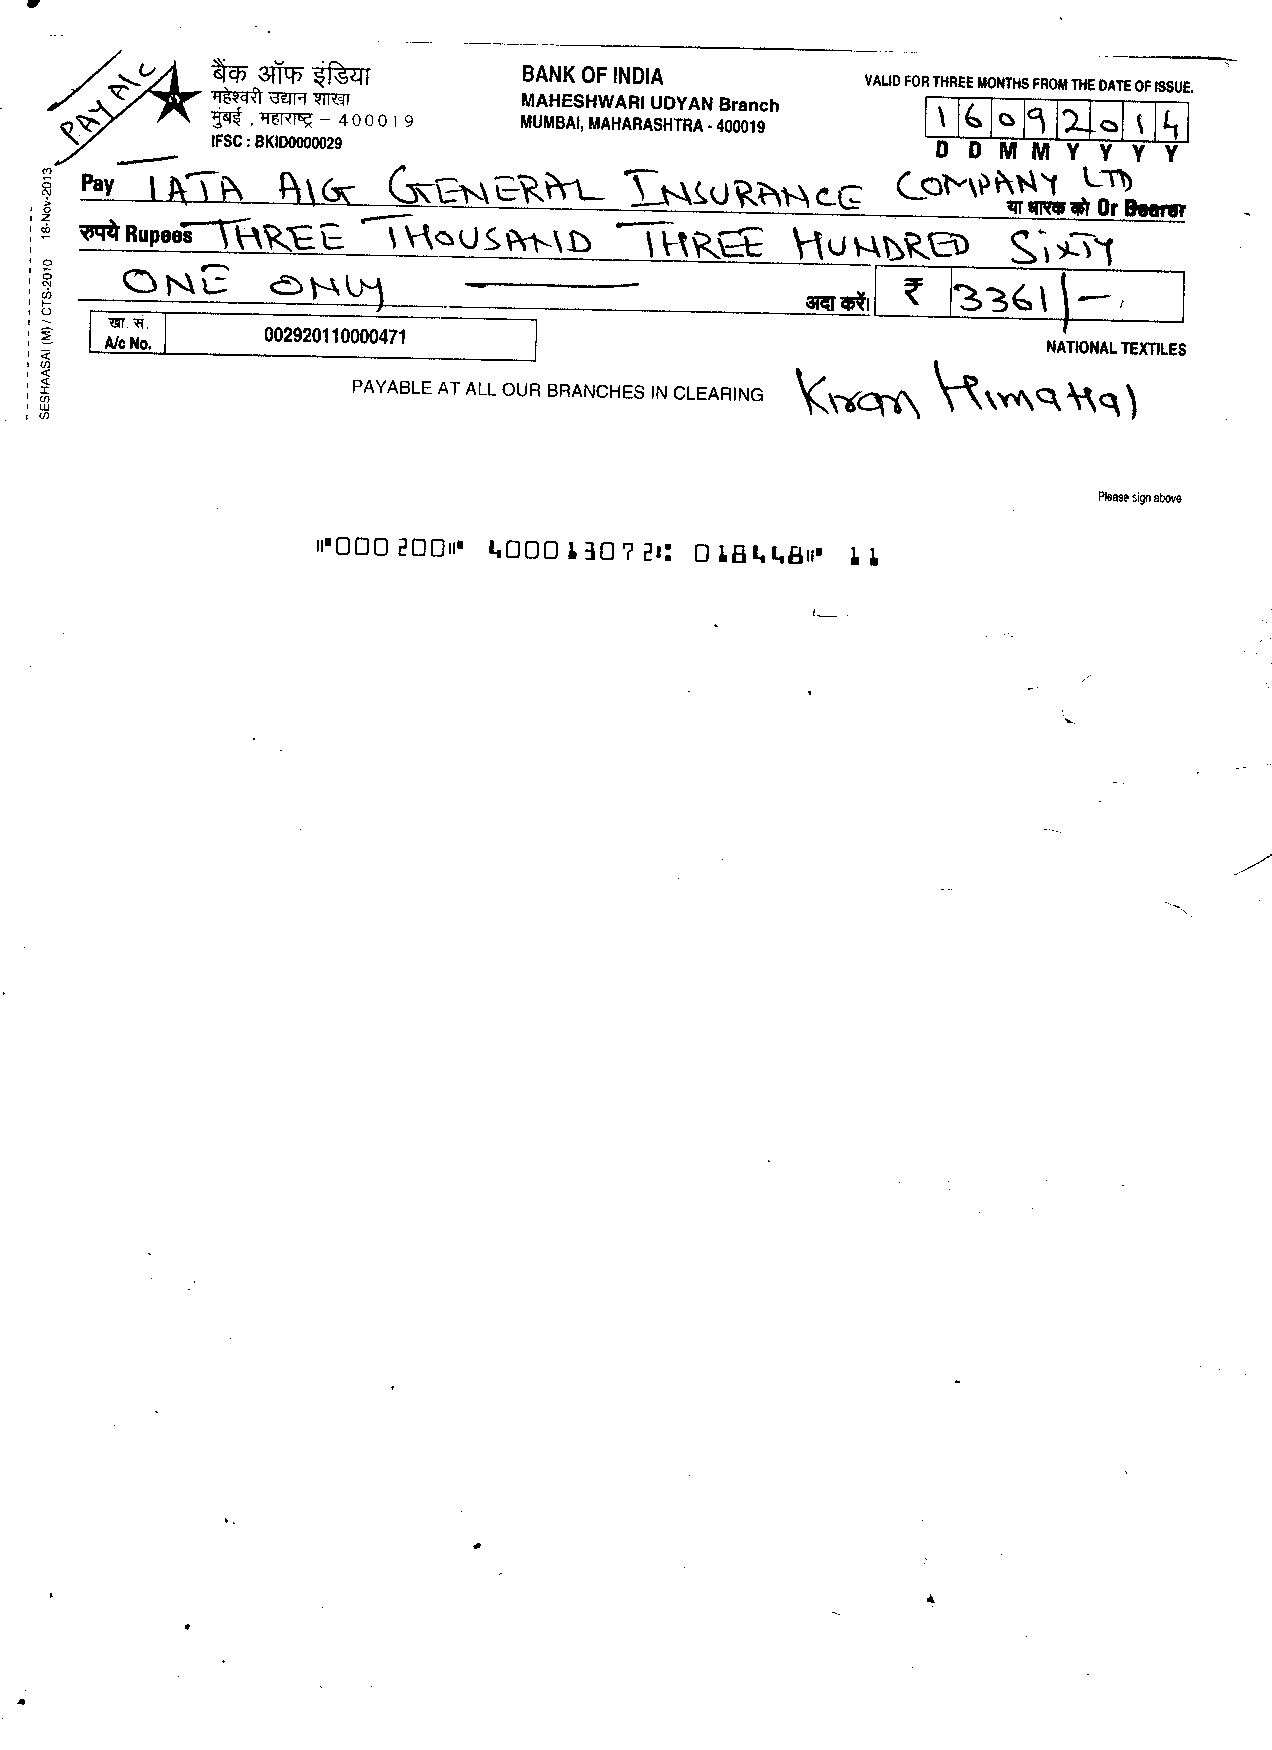 PAY A/C
बैंक ऑफ इंडिया
महेश्वरी उद्यान शाखा
मुंबई , महाराष्ट्र – 400019
IFSC : BKID0000029
BANK OF INDIA
MAHESHWARI UDYAN Branch
MUMBAI, MAHARASHTRA - 400019
VALID FOR THREE MONTHS FROM THE DATE OF ISSUE.
1 6 0 9 2 0 1 4
D D M M Y Y Y Y
Pay TATA AIG GENERAL INSURANCE COMPANY LTD
या धारक को Or Bearer
रुपये Rupees THREE THOUSAND THREE HUNDRED SIXTY
ONE ONLY
अदा करें। ₹ 3361/-
खा. सं.
A/c No. 002920110000471
NATIONAL TEXTILES
PAYABLE AT ALL OUR BRANCHES IN CLEARING
Kiran Himatlal
Please sign above
⑈000200⑈ 400013072⑆ 018448⑈ 11
SESHAASAI (M) / CTS-2010 18-Nov-2013